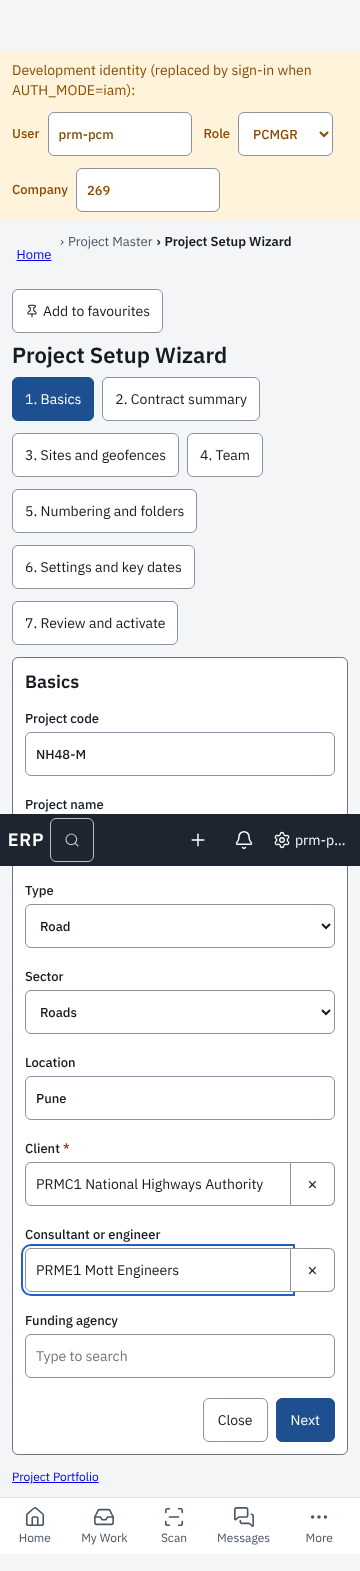 Development identity (replaced by sign-in when
AUTH_MODE=iam):
User prm-pcm Role PCMGR
Company 269
Home › Project Master › Project Setup Wizard
Add to favourites
Project Setup Wizard
1. Basics 2. Contract summary
3. Sites and geofences 4. Team
5. Numbering and folders
6. Settings and key dates
7. Review and activate
Basics
Project code
NH48-M
Project name
ERP prm-p...
Type
Road
Sector
Roads
Location
Pune
Client *
PRMC1 National Highways Authority ×
Consultant or engineer
PRME1 Mott Engineers ×
Funding agency
Type to search
Close Next
Project Portfolio
Home My Work Scan Messages More